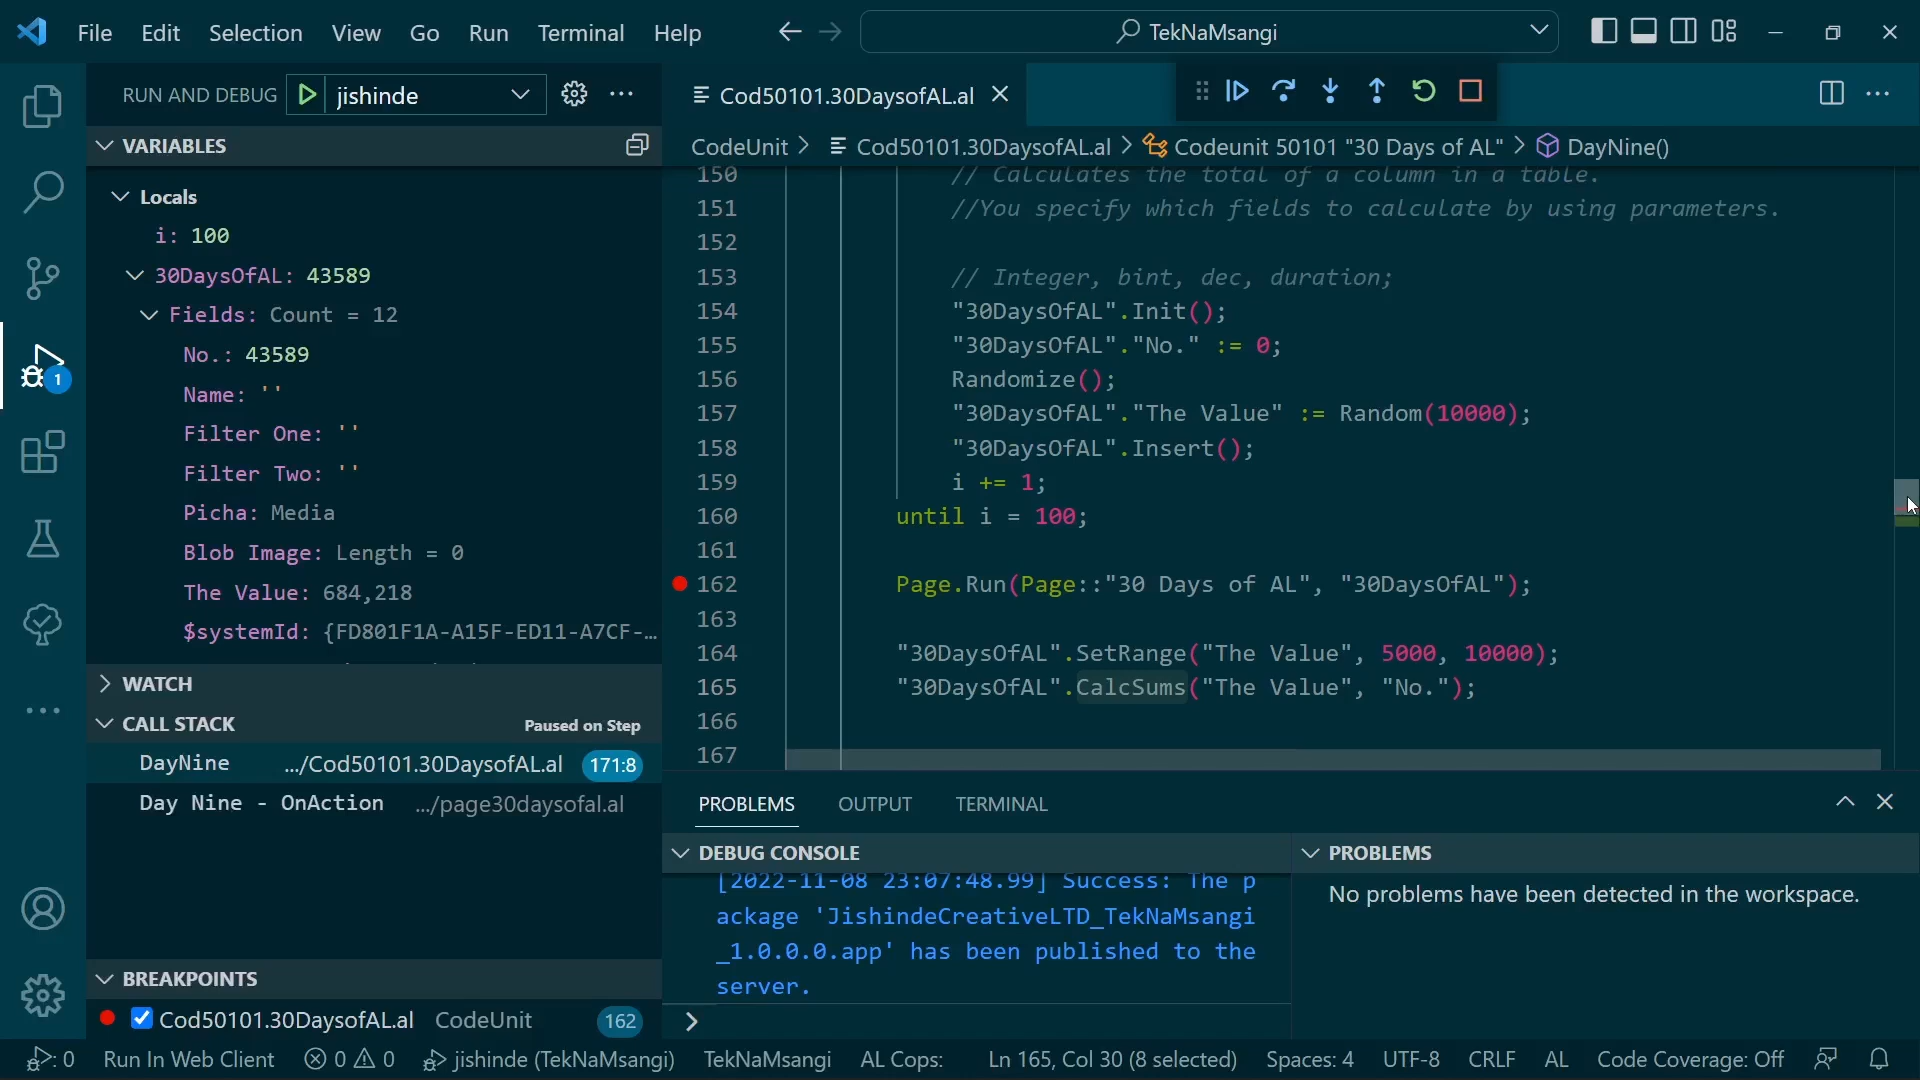 File Edit Selection View Go Run Terminal Help TekNaMsangi
RUN AND DEBUG jishinde
Cod50101.30DaysofAL.al
CodeUnit > Cod50101.30DaysofAL.al > Codeunit 50101 "30 Days of AL" > DayNine()
VARIABLES
Locals
i: 100
30DaysOfAL: 43589
Fields: Count = 12
No.: 43589
Name: ''
Filter One: ''
Filter Two: ''
Picha: Media
Blob Image: Length = 0
The Value: 684,218
$systemId: {FD801F1A-A15F-ED11-A7CF-…
WATCH
CALL STACK Paused on Step
DayNine .../Cod50101.30DaysofAL.al 171:8
Day Nine - OnAction .../page30daysofal.al
BREAKPOINTS
Cod50101.30DaysofAL.al CodeUnit 162
1
150 // Calculates the total of a column in a table.
151 //You specify which fields to calculate by using parameters.
152
153 // Integer, bint, dec, duration;
154 "30DaysOfAL".Init();
155 "30DaysOfAL"."No." := 0;
156 Randomize();
157 "30DaysOfAL"."The Value" := Random(10000);
158 "30DaysOfAL".Insert();
159 i += 1;
160 until i = 100;
161
162 Page.Run(Page::"30 Days of AL", "30DaysOfAL");
163
164 "30DaysOfAL".SetRange("The Value", 5000, 10000);
165 "30DaysOfAL".CalcSums("The Value", "No.");
166
167
PROBLEMS OUTPUT TERMINAL
DEBUG CONSOLE
[2022-11-08 23:07:48.99] Success: The p
ackage 'JishindeCreativeLTD_TekNaMsangi
_1.0.0.0.app' has been published to the
server.
>
PROBLEMS
No problems have been detected in the workspace.
0 Run In Web Client 0 0 jishinde (TekNaMsangi) TekNaMsangi AL Cops: Ln 165, Col 30 (8 selected) Spaces: 4 UTF-8 CRLF AL Code Coverage: Off